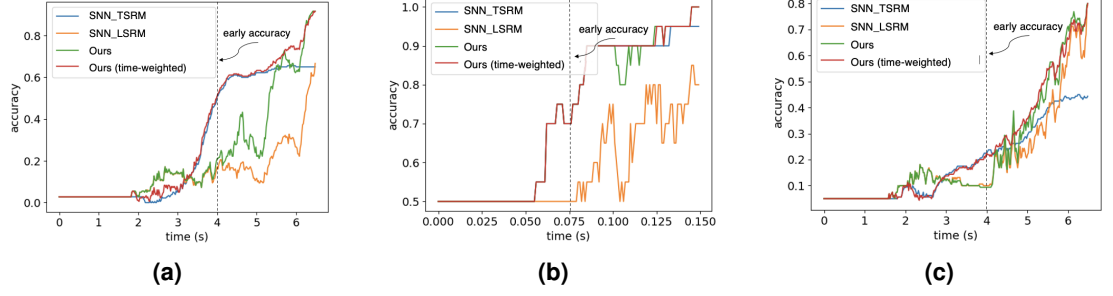 SNN_TSRM
SNN_LSRM
Ours
Ours (time-weighted)
early accuracy
accuracy
0.8
0.6
0.4
0.2
0.0
0 1 2 3 4 5 6
time (s)
(a)
SNN_TSRM
SNN_LSRM
Ours
Ours (time-weighted)
early accuracy
accuracy
1.0
0.9
0.8
0.7
0.6
0.5
0.000 0.025 0.050 0.075 0.100 0.125 0.150
time (s)
(b)
SNN_TSRM
SNN_LSRM
Ours
Ours (time-weighted)
early accuracy
accuracy
0.8
0.7
0.6
0.5
0.4
0.3
0.2
0.1
0 1 2 3 4 5 6
time (s)
(c)